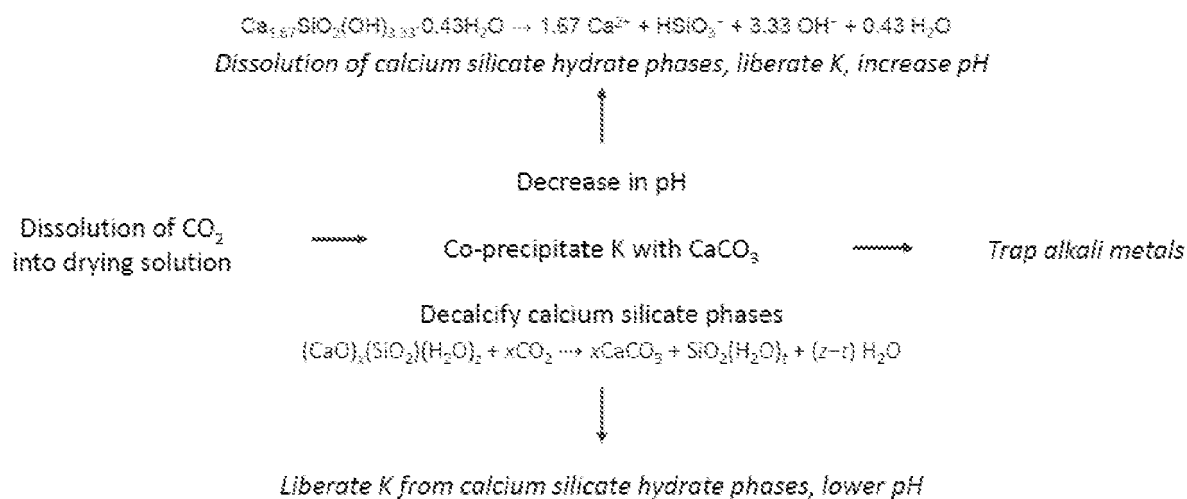 Ca₁.₆₇SiO₂(OH)₃.₃₃·0.43H₂O → 1.67 Ca²⁺ + HSiO₃⁻ + 3.33 OH⁻ + 0.43 H₂O
Dissolution of calcium silicate hydrate phases, liberate K, increase pH
Decrease in pH
Dissolution of CO₂
into drying solution
Co-precipitate K with CaCO₃
Trap alkali metals
Decalcify calcium silicate phases
(CaO)ₓ(SiO₂)(H₂O)z + xCO₂ → xCaCO₃ + SiO₂(H₂O)t + (z−t) H₂O
Liberate K from calcium silicate hydrate phases, lower pH